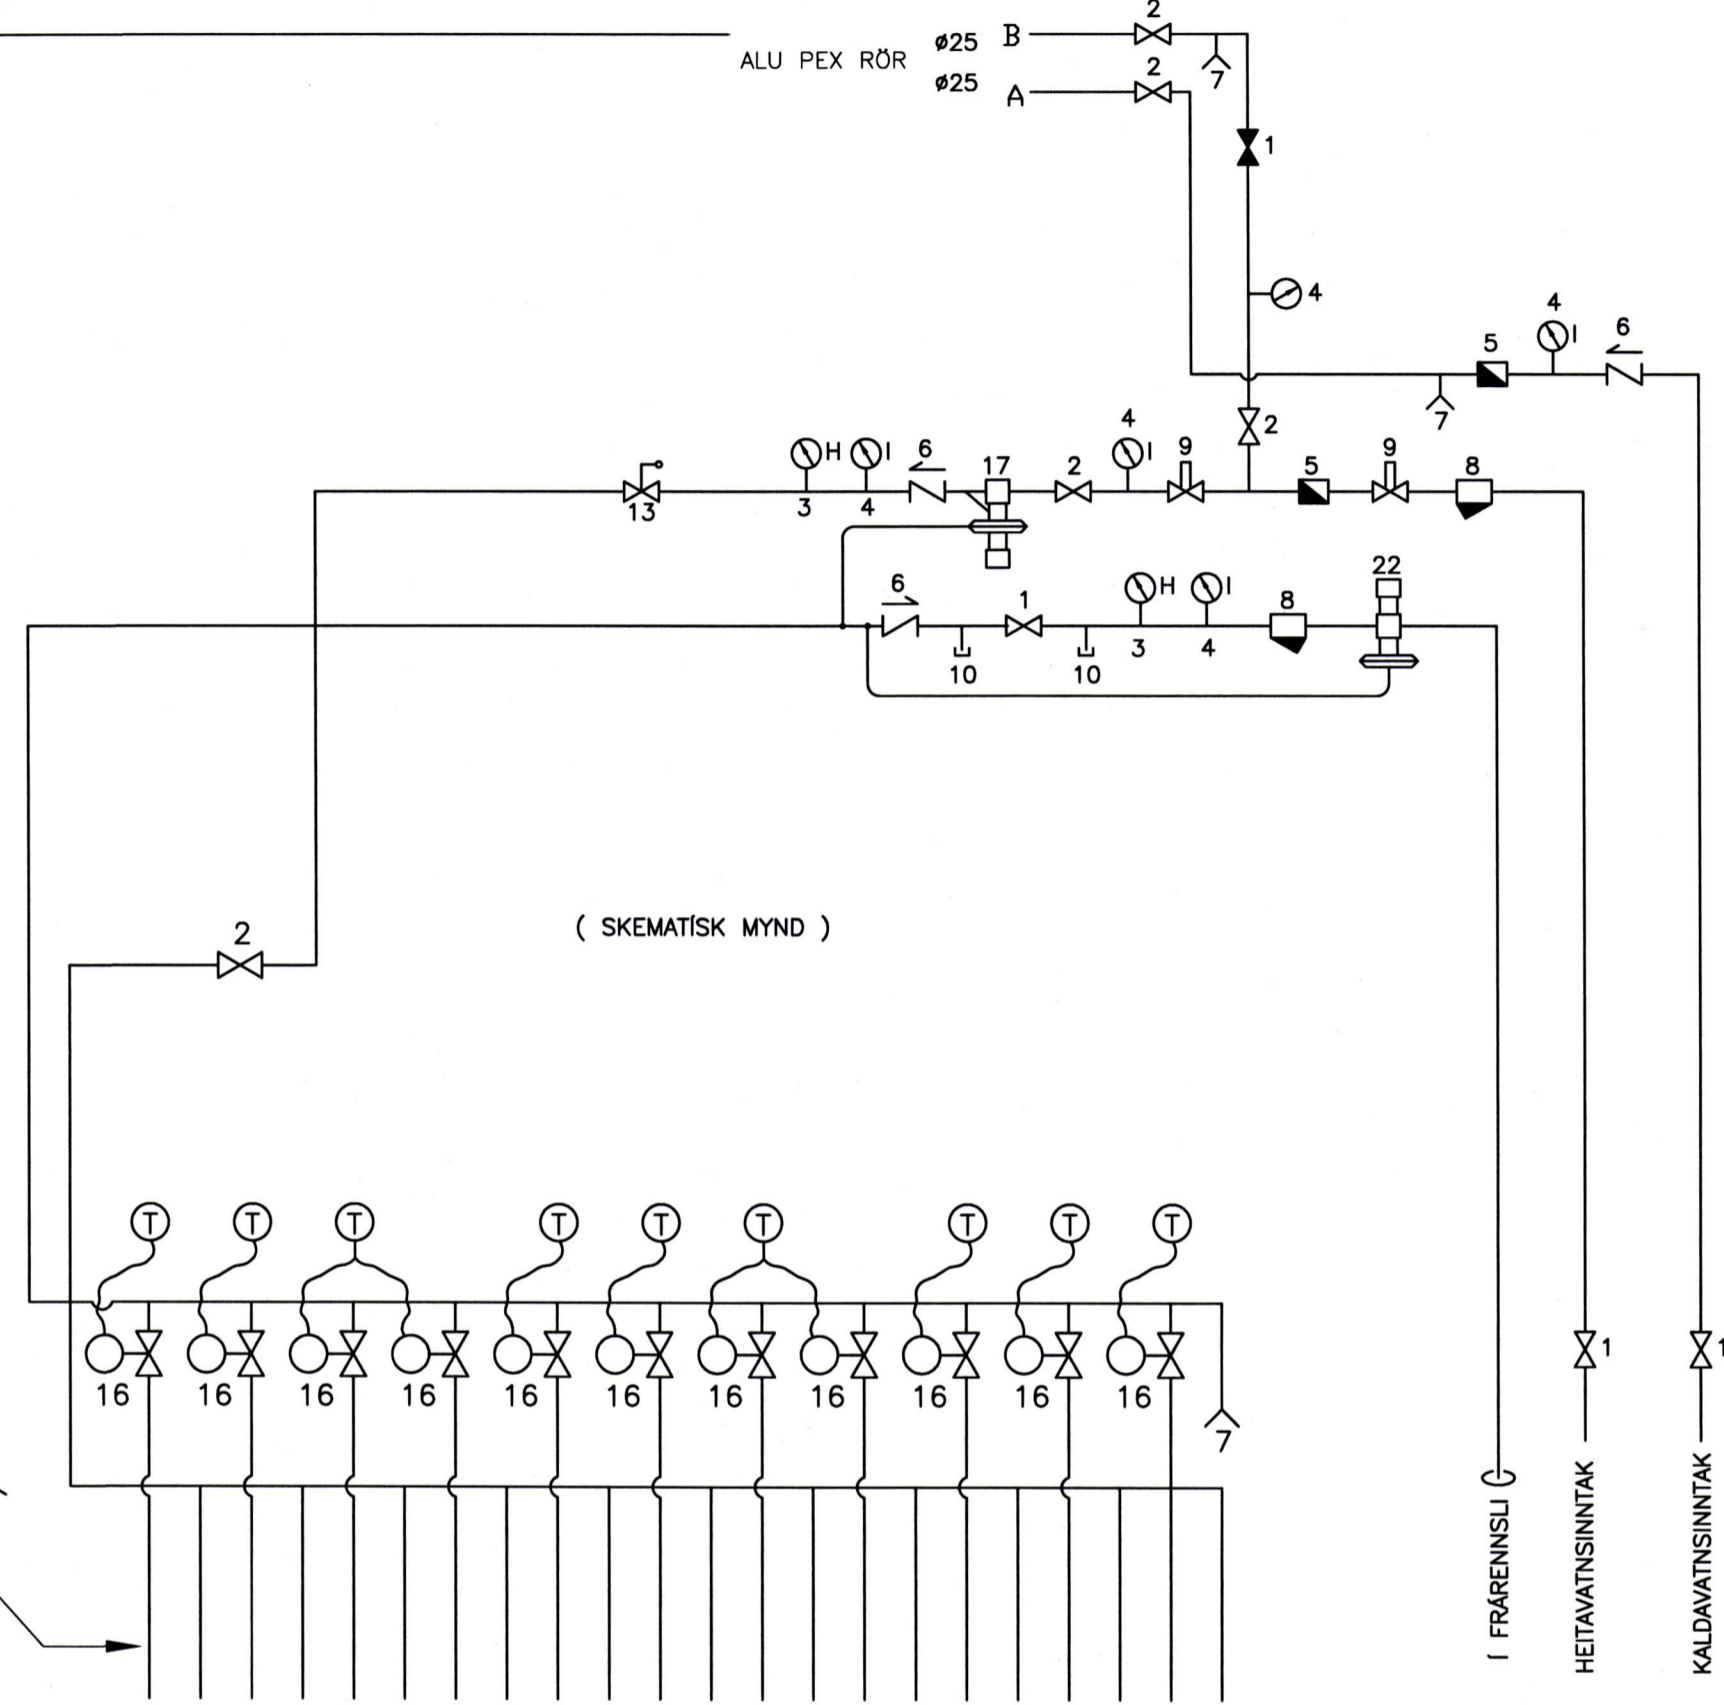 2
ALU PEX RÖR ø25 B
7
2
ø25 A
1
4
4
6
5
I
7
2
4
9
9
H I 6 17 2 I 5 8
13 3 4
22
6 1 H I 8
10 10 3 4
2
( SKEMATÍSK MYND )
T T T T T T T T T
1 1
16 16 16 16 16 16 16 16 16 16 16
7
Í FRÁRENNSLI
HEITAVATNSINNTAK
KALDAVATNSINNTAK